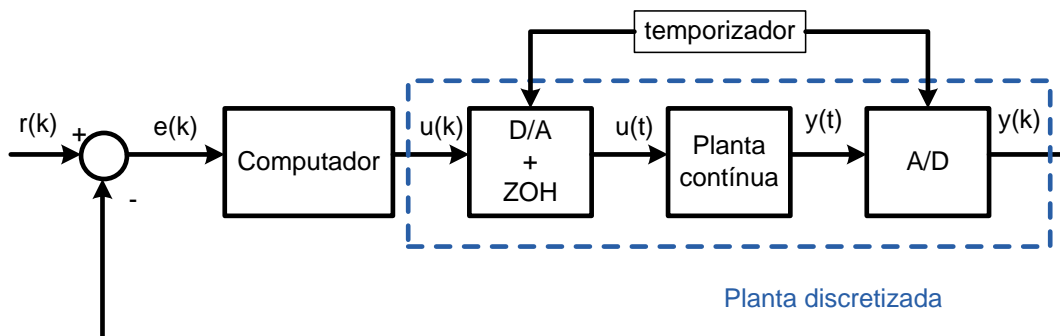 temporizador
r(k)
+
e(k)
Computador
u(k)
D/A
+
ZOH
u(t)
Planta
contínua
y(t)
A/D
y(k)
-
Planta discretizada